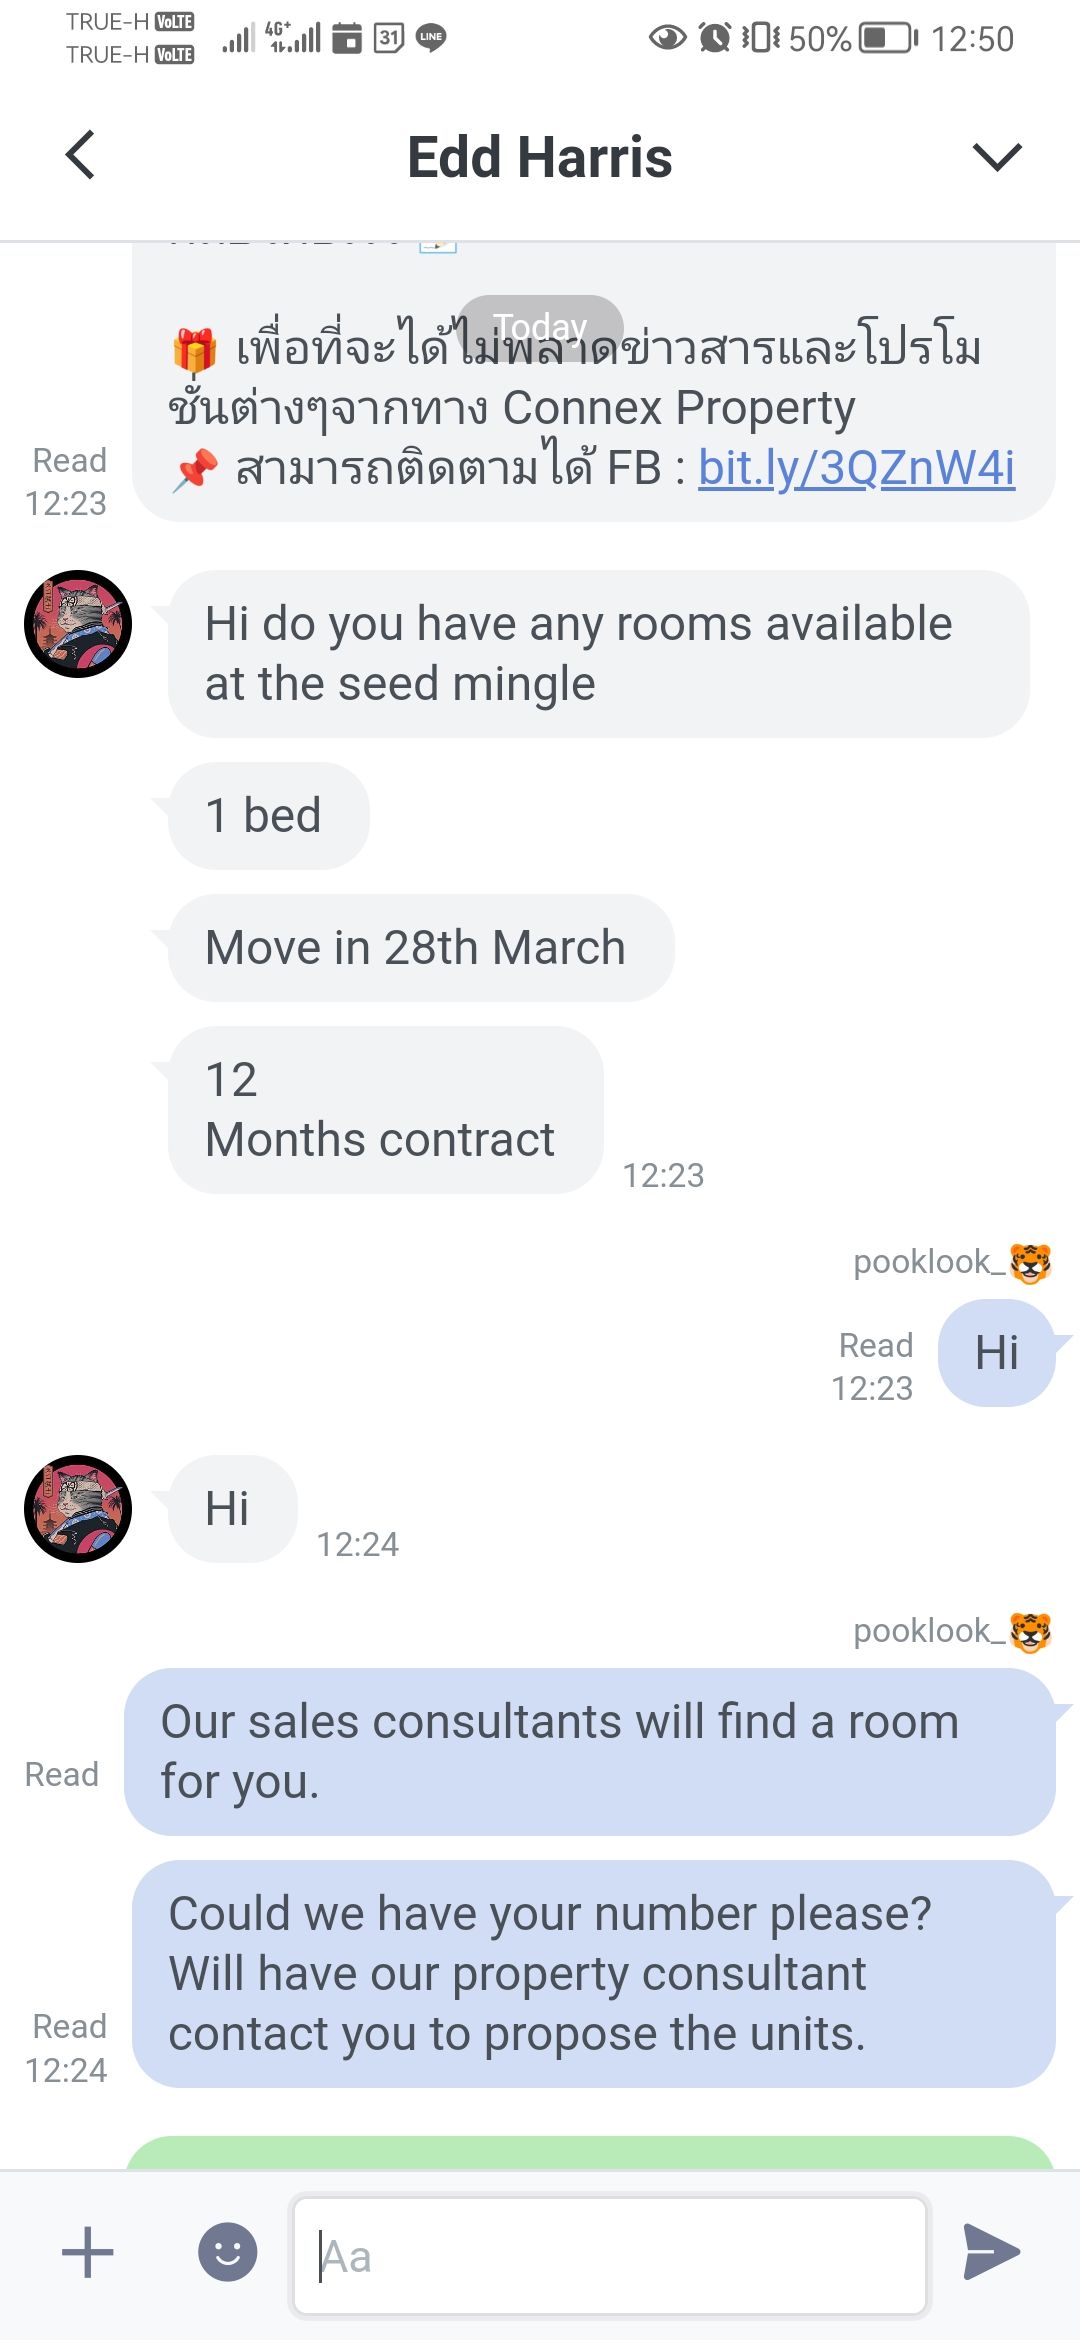 TRUE-H VoLTE
TRUE-H VoLTE
4G+
31
LINE
50%
12:50
Edd Harris
Today
🎁 เพื่อที่จะได้ไม่พลาดข่าวสารและโปรโม
ชั่นต่างๆจากทาง Connex Property
📌 สามารถติดตามได้ FB : bit.ly/3QZnW4i
Read
12:23
Hi do you have any rooms available
at the seed mingle
1 bed
Move in 28th March
12
Months contract
12:23
pooklook_🐯
Hi
Read
12:23
Hi
12:24
pooklook_🐯
Our sales consultants will find a room
for you.
Read
Could we have your number please?
Will have our property consultant
contact you to propose the units.
Read
12:24
Aa